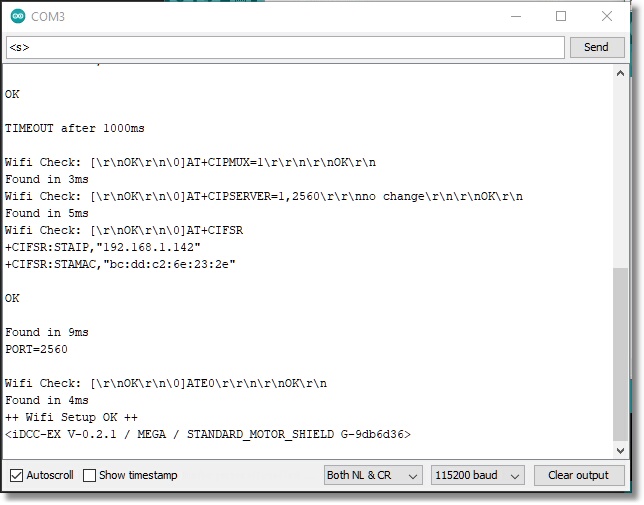 COM3
<s>
Send
OK
TIMEOUT after 1000ms
Wifi Check: [\r\nOK\r\n\0]AT+CIPMUX=1\r\r\n\r\nOK\r\n
Found in 3ms
Wifi Check: [\r\nOK\r\n\0]AT+CIPSERVER=1,2560\r\r\nno change\r\n\r\r\nOK\r\n
Found in 5ms
Wifi Check: [\r\nOK\r\n\0]AT+CIFSR
+CIFSR:STAIP,"192.168.1.142"
+CIFSR:STAMAC,"bc:dd:c2:6e:23:2e"
OK
Found in 9ms
PORT=2560
Wifi Check: [\r\nOK\r\n\0]ATE0\r\r\n\r\nOK\r\n
Found in 4ms
++ Wifi Setup OK ++
<iDCC-EX V-0.2.1 / MEGA / STANDARD_MOTOR_SHIELD G-9db6d36>
Autoscroll Show timestamp Both NL & CR 115200 baud Clear output